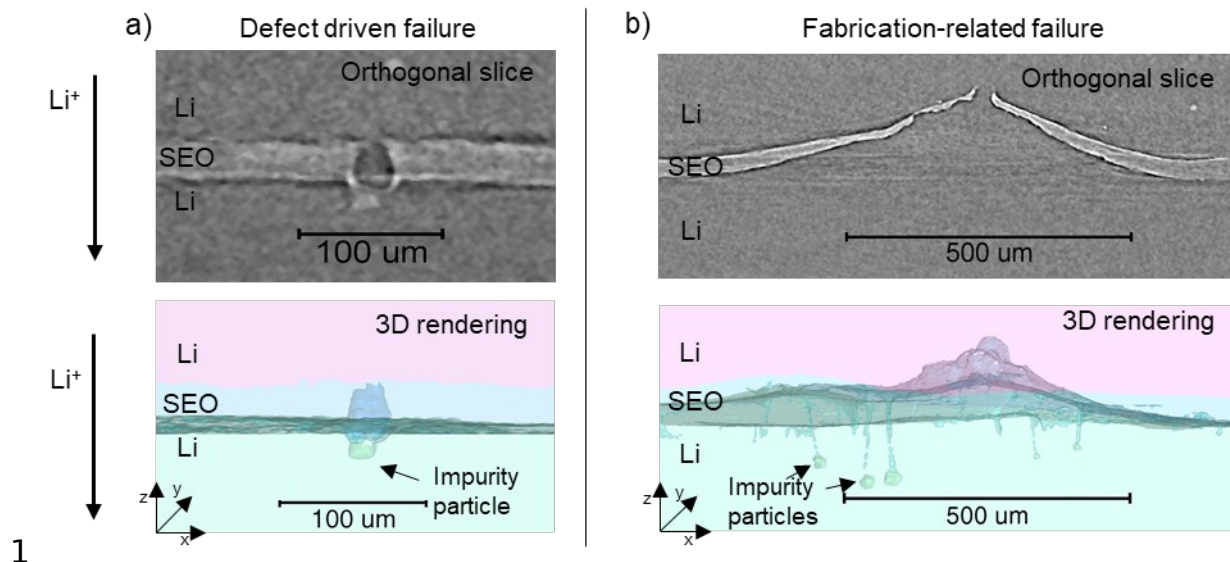 a) Defect driven failure
Orthogonal slice
Li⁺
Li
SEO
Li
100 um
3D rendering
Li⁺
Li
SEO
Li
Impurity
particle
100 um
z
y
x
b) Fabrication-related failure
Orthogonal slice
Li
SEO
Li
500 um
3D rendering
Li
SEO
Li
Impurity
particles
500 um
z
y
x
1